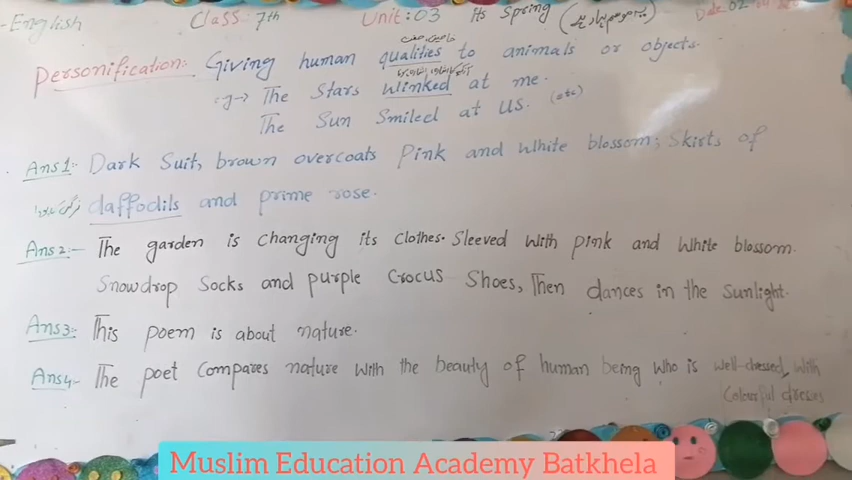 -English Class: 7th Unit: 03 Its Spring Date 02
Personification:- Giving human qualities to animals or objects.
e.g→ The Stars winked at me.
The Sun Smiled at us. (etc)
Ans1:- Dark Suit, brown overcoats Pink and White blossom; Skirts of
daffodils and prime rose.
Ans2:- The garden is changing its clothes. Sleeved with pink and White blossom.
Snowdrop Socks and purple Crocus Shoes, Then dances in the Sunlight.
Ans3:- This poem is about nature.
Ans4- The poet Compares nature with the beauty of human being who is well-dressed, with
Colourful dresses
Muslim Education Academy Batkhela